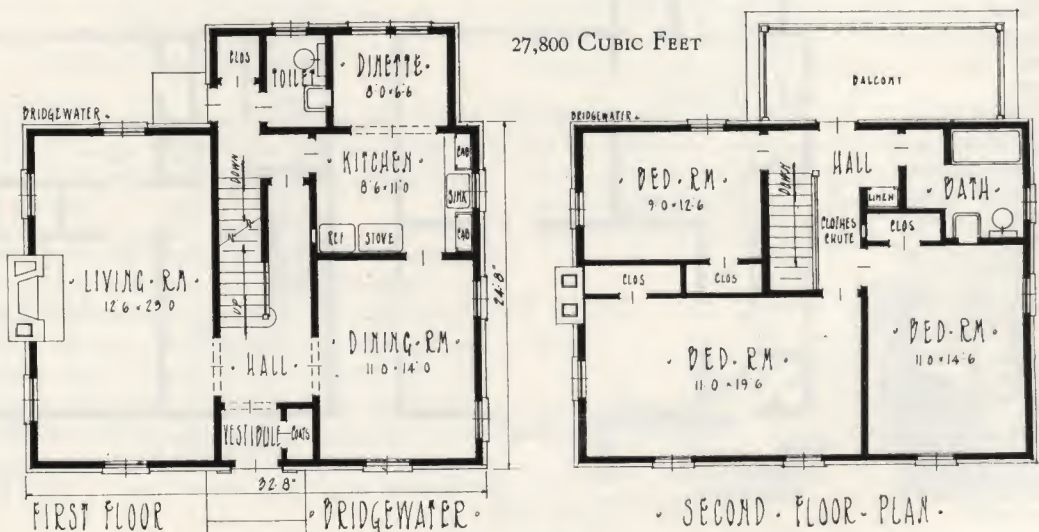 27,800 CUBIC FEET
BRIDGEWATER.
CLOS
TOILET
·DINETTE·
8'0×6'6
KITCHEN
8'6×11'0
CAB
SINK
CAB
REF
STOVE
DOWN
UP
·LIVING·RM·
12'6×23'0
·HALL·
·DINING·RM·
11'0×14'0
VESTIBULE
COATS
24'8"
32'8"
FIRST FLOOR
·BRIDGEWATER·
BALCONY
BRIDGEWATER.
·BED·RM·
9'0×12'6
HALL
·BATH·
DOWN
LINEN
CLOTHES
CHUTE
CLOS
CLOS
CLOS
·BED·RM·
11'0×19'6
·BED·RM·
11'0×14'6
·SECOND·FLOOR·PLAN·